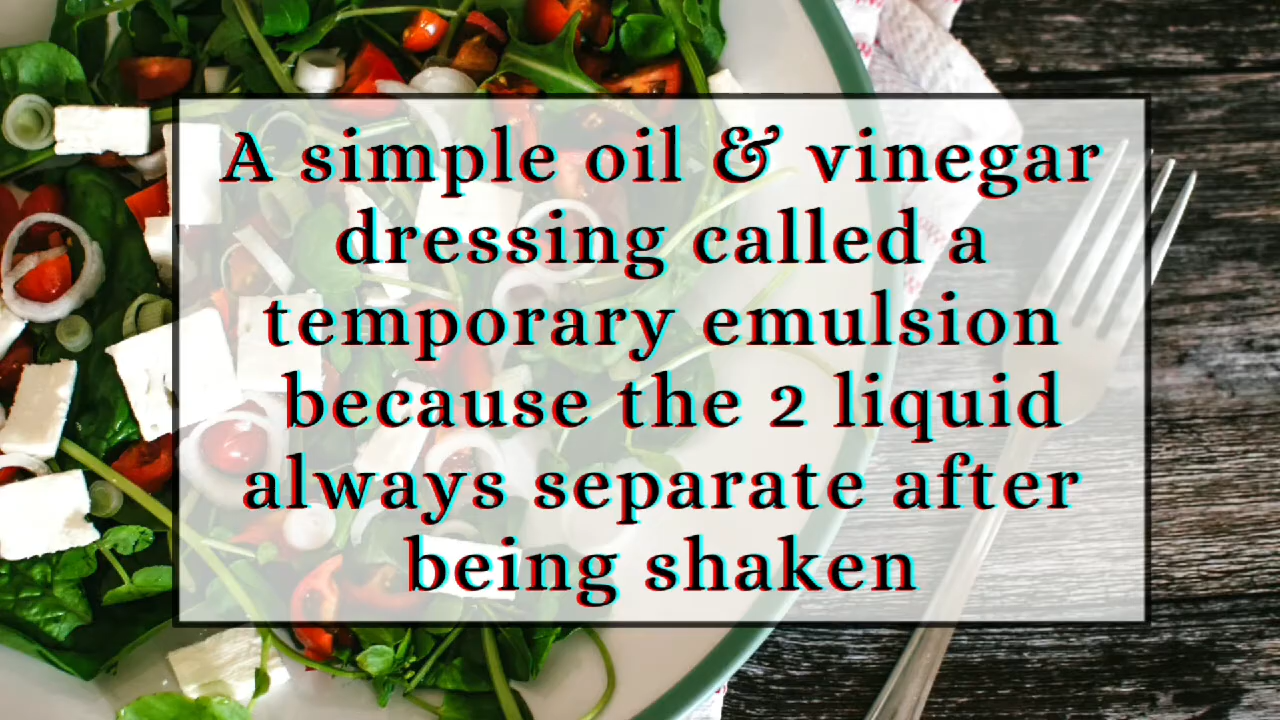 A simple oil & vinegar
dressing called a
temporary emulsion
because the 2 liquid
always separate after
being shaken